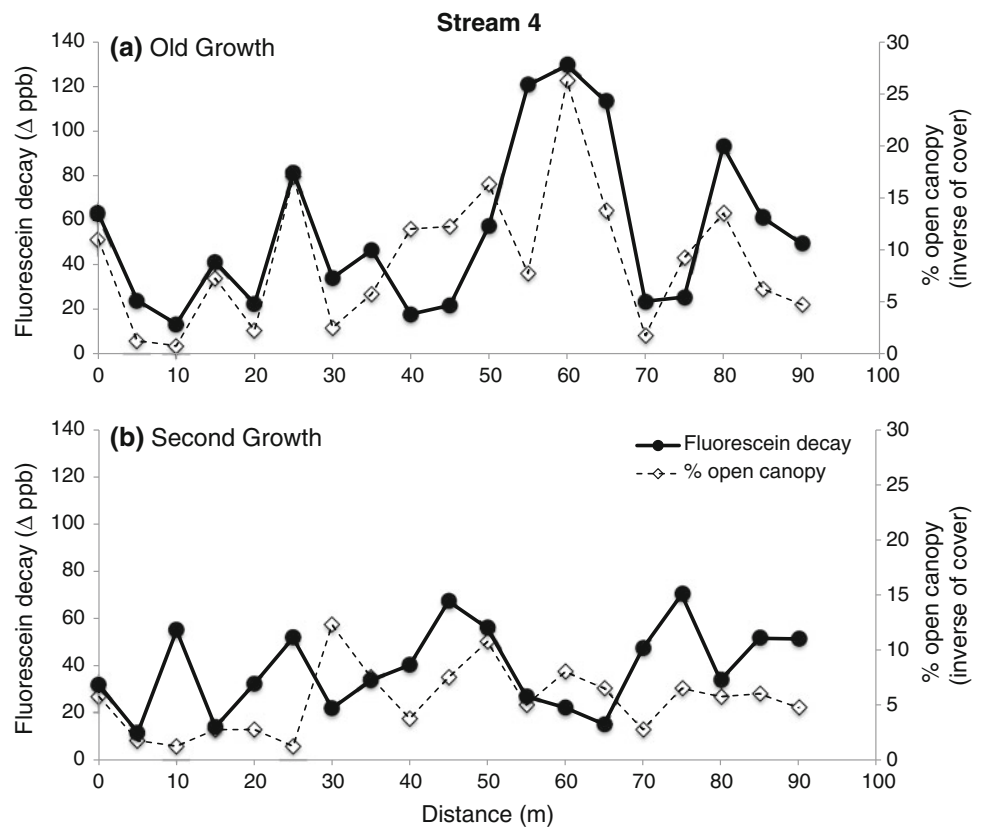 Stream 4
(a) Old Growth
Fluorescein decay (Δ ppb)
140
120
100
80
60
40
20
0
30
25
20
15
10
5
0
% open canopy
(inverse of cover)
0 10 20 30 40 50 60 70 80 90 100
(b) Second Growth
Fluorescein decay (Δ ppb)
140
120
100
80
60
40
20
0
Fluorescein decay
% open canopy
30
25
20
15
10
5
0
% open canopy
(inverse of cover)
0 10 20 30 40 50 60 70 80 90 100
Distance (m)